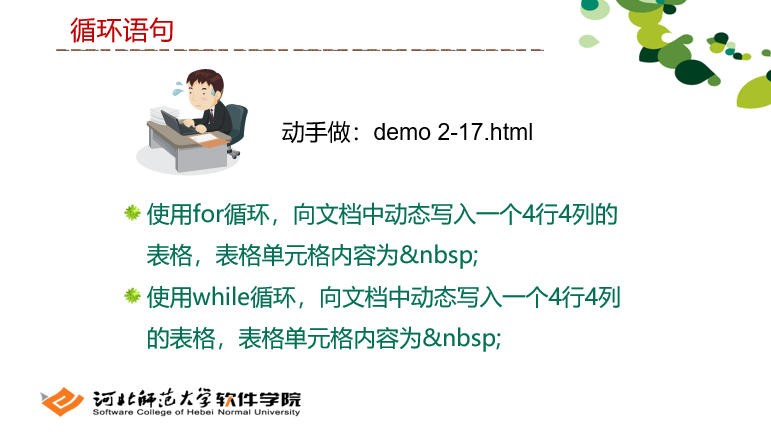 循环语句
动手做：demo 2-17.html
使用for循环，向文档中动态写入一个4行4列的
表格，表格单元格内容为&nbsp;
使用while循环，向文档中动态写入一个4行4列
的表格，表格单元格内容为&nbsp;
河北师范大学软件学院
Software College of Hebei Normal University